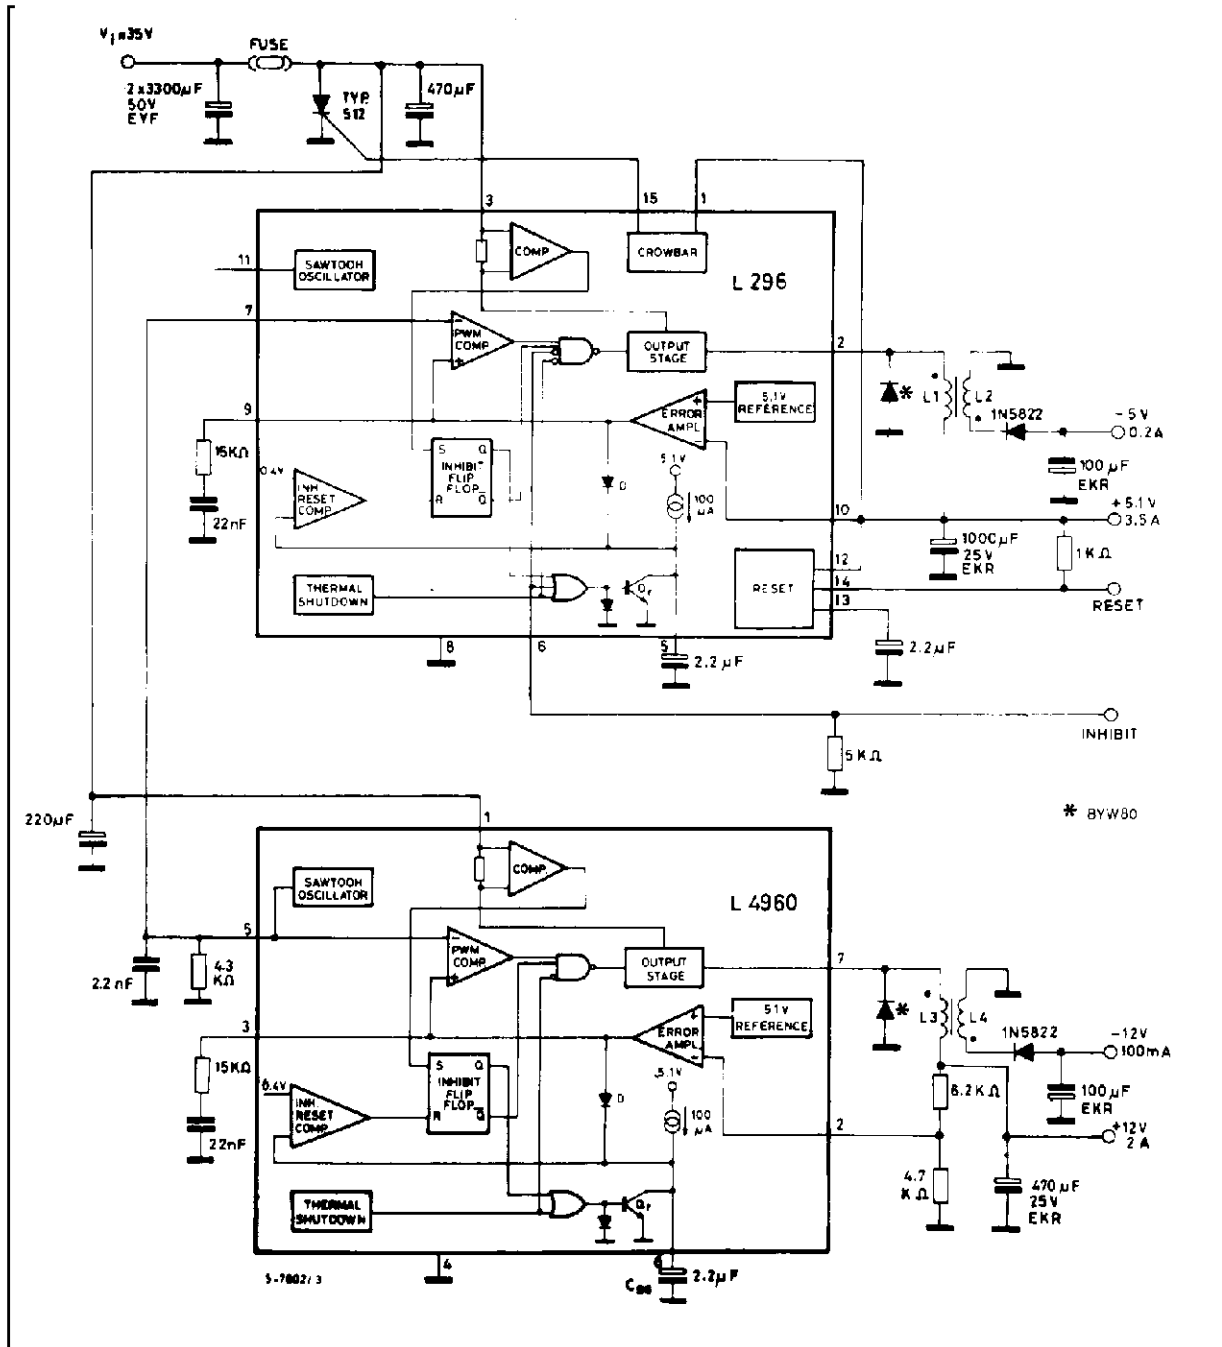 Vi=35V
FUSE
2x3300µF
50V
EYF
TYP.
512
470µF
3
15
1
11
SAWTOOH
OSCILLATOR
COMP
CROWBAR
L 296
7
-
PWM
COMP
+
OUTPUT
STAGE
2
*
L1
L2
1N5822
-5V
0.2A
9
ERROR
AMPL
+
-
5.1V
REFERENCE
15KΩ
22nF
0.4V
INH.
RESET
COMP
S
Q
INHIBIT
FLIP
FLOP
R
Q
D
5.1V
100
µA
100µF
EKR
10
+5.1V
3.5A
1000µF
25V
EKR
1KΩ
12
14
13
RESET
RESET
THERMAL
SHUTDOWN
Qr
8
6
5
2.2µF
2.2µF
INHIBIT
5KΩ
* BYW80
220µF
1
SAWTOOH
OSCILLATOR
COMP
L 4960
5
-
PWM
COMP
+
OUTPUT
STAGE
7
2.2nF
4.3
KΩ
*
L3
L4
1N5822
-12V
100mA
3
ERROR
AMPL
+
-
5.1V
REFERENCE
15KΩ
22nF
0.4V
INH.
RESET
COMP
S
Q
INHIBIT
FLIP
FLOP
R
Q
D
5.1V
100
µA
6.2KΩ
100µF
EKR
2
+12V
2A
4.7
KΩ
470µF
25V
EKR
THERMAL
SHUTDOWN
Qr
4
6
Css
2.2µF
S-7802/3